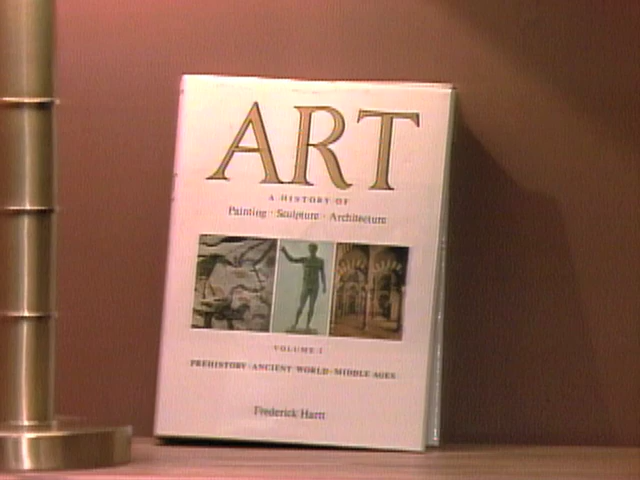 ART
A HISTORY OF
Painting · Sculpture · Architecture
VOLUME I
PREHISTORY · ANCIENT WORLD · MIDDLE AGES
Frederick Hartt